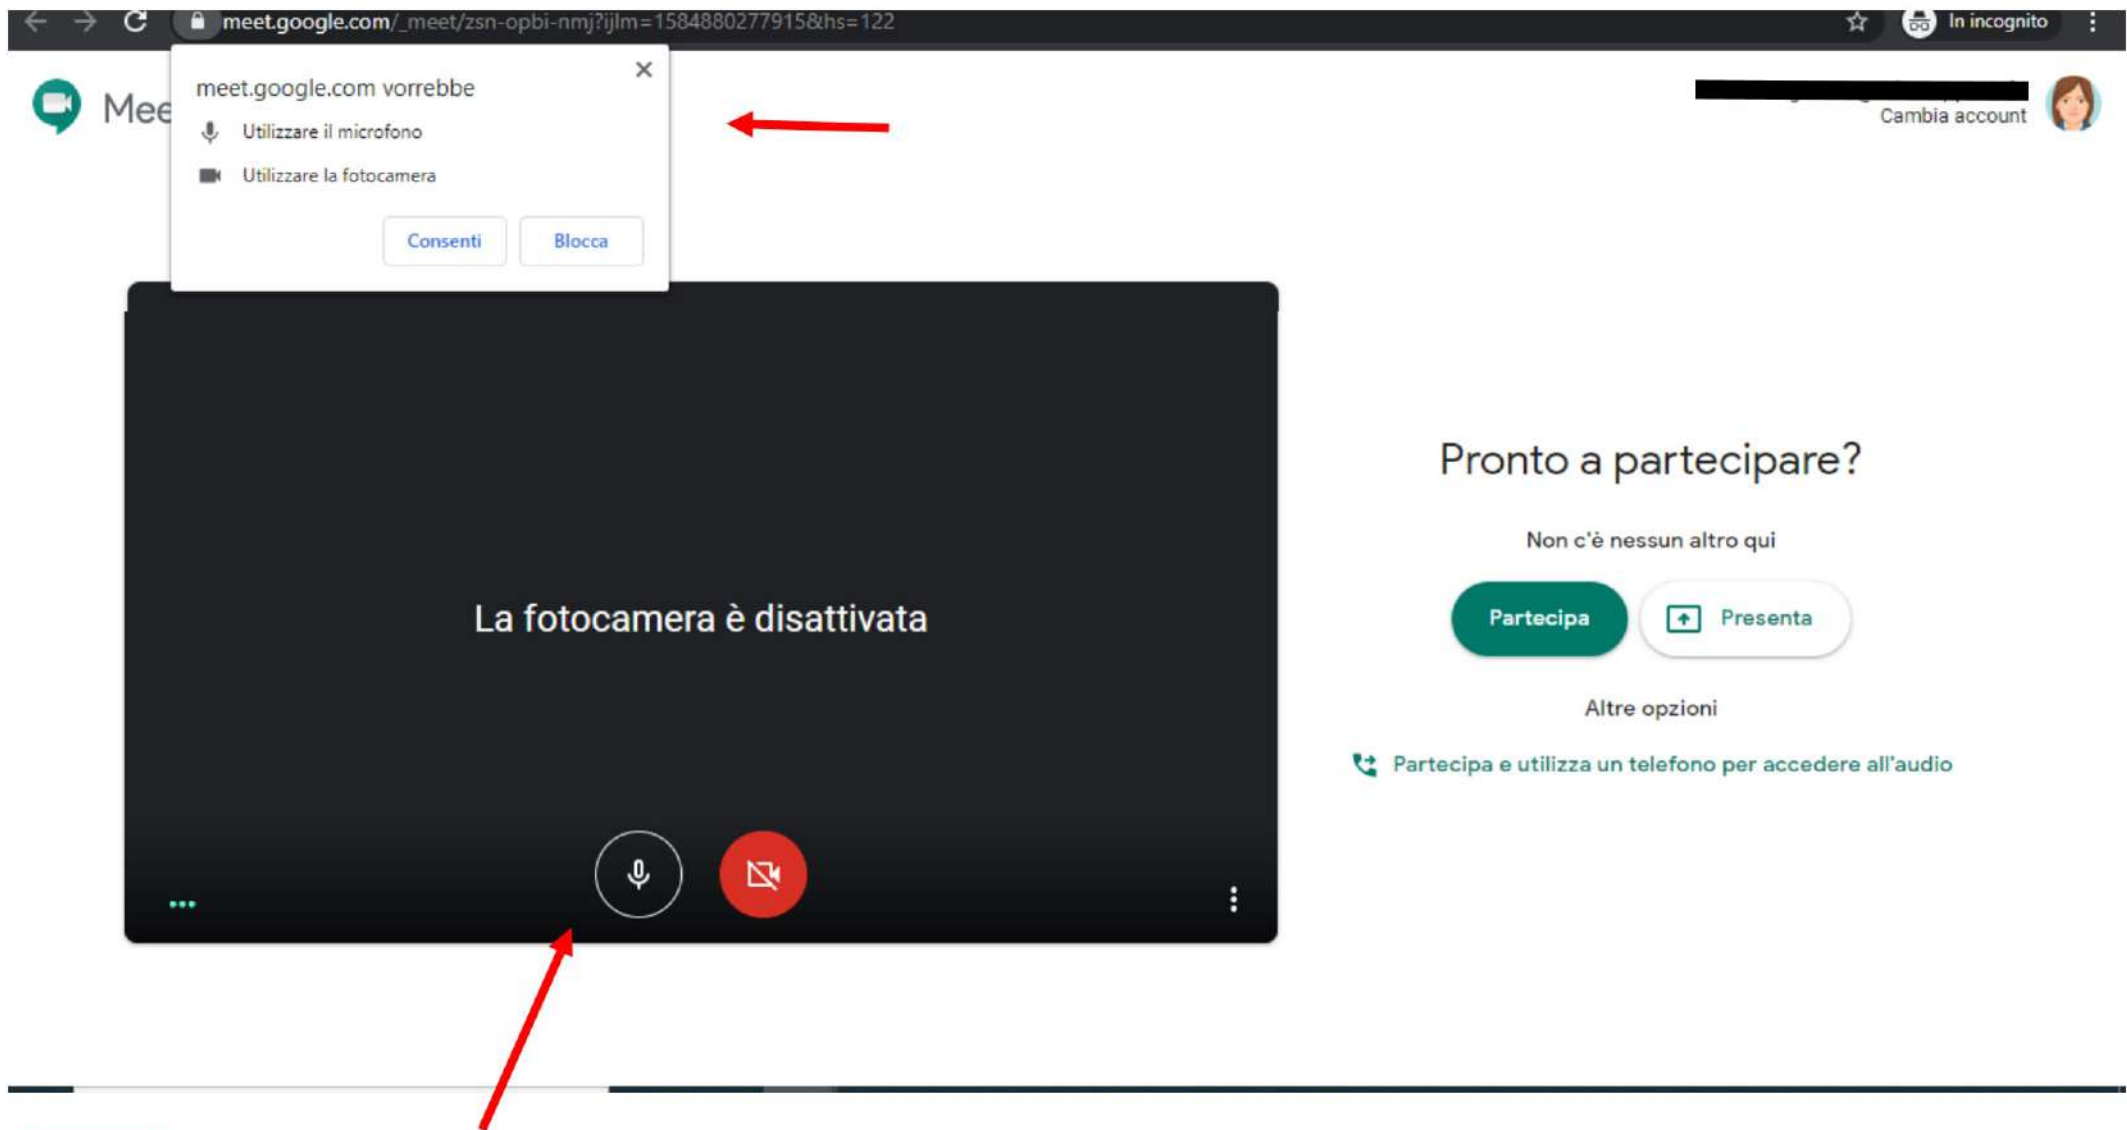 meet.google.com/_meet/zsn-opbi-nmj?ijlm=1584880277915&hs=122
In incognito
Mee
meet.google.com vorrebbe
Utilizzare il microfono
Utilizzare la fotocamera
Consenti
Blocca
Cambia account
La fotocamera è disattivata
Pronto a partecipare?
Non c'è nessun altro qui
Partecipa
Presenta
Altre opzioni
Partecipa e utilizza un telefono per accedere all'audio